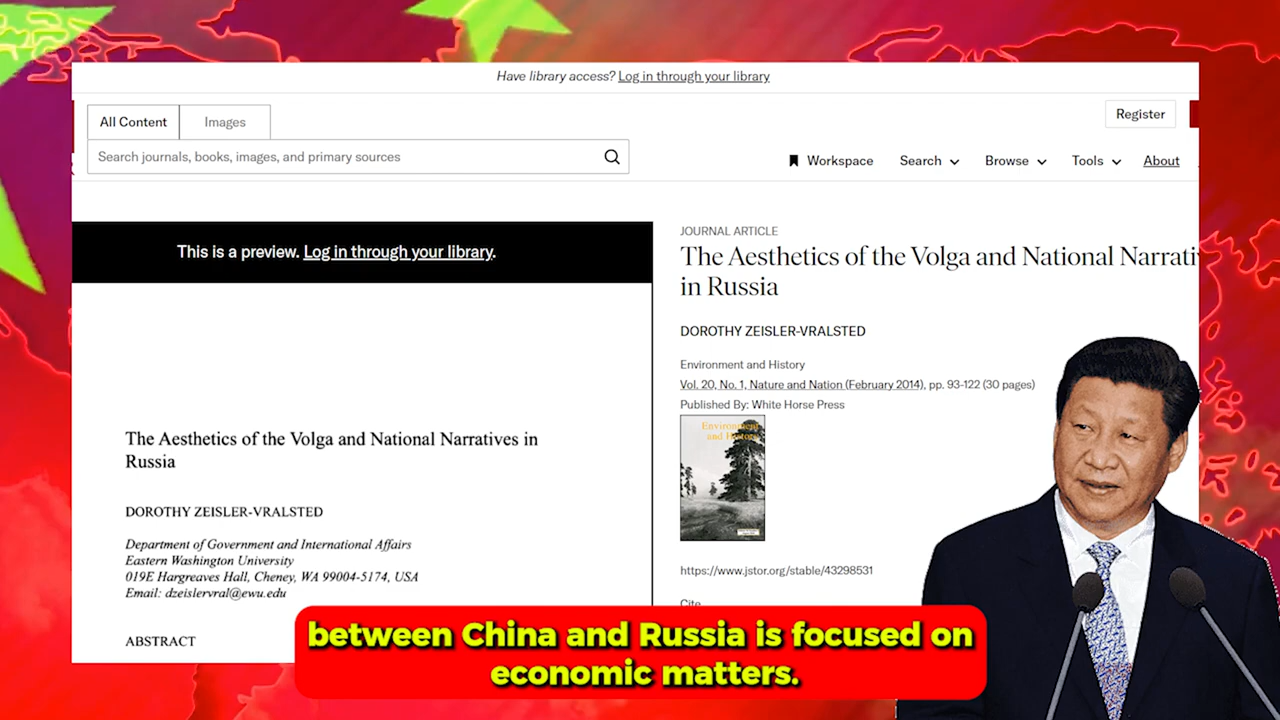 Have library access? Log in through your library
All Content
Images
Register
Search journals, books, images, and primary sources
Workspace
Search
Browse
Tools
About
This is a preview. Log in through your library.
JOURNAL ARTICLE
The Aesthetics of the Volga and National
in Russia
DOROTHY ZEISLER-VRALSTED
Environment and History
Vol. 20, No. 1, Nature and Nation (February 2014), pp. 93-122 (30 pages)
Published By: White Horse Press
Environment
and History
https://www.jstor.org/stable/43298531
Cite
The Aesthetics of the Volga and National Narratives in
Russia
DOROTHY ZEISLER-VRALSTED
Department of Government and International Affairs
Eastern Washington University
019E Hargreaves Hall, Cheney, WA 99004-5174, USA
Email: dzeislervral@ewu.edu
ABSTRACT
between China and Russia is focused on
economic matters.